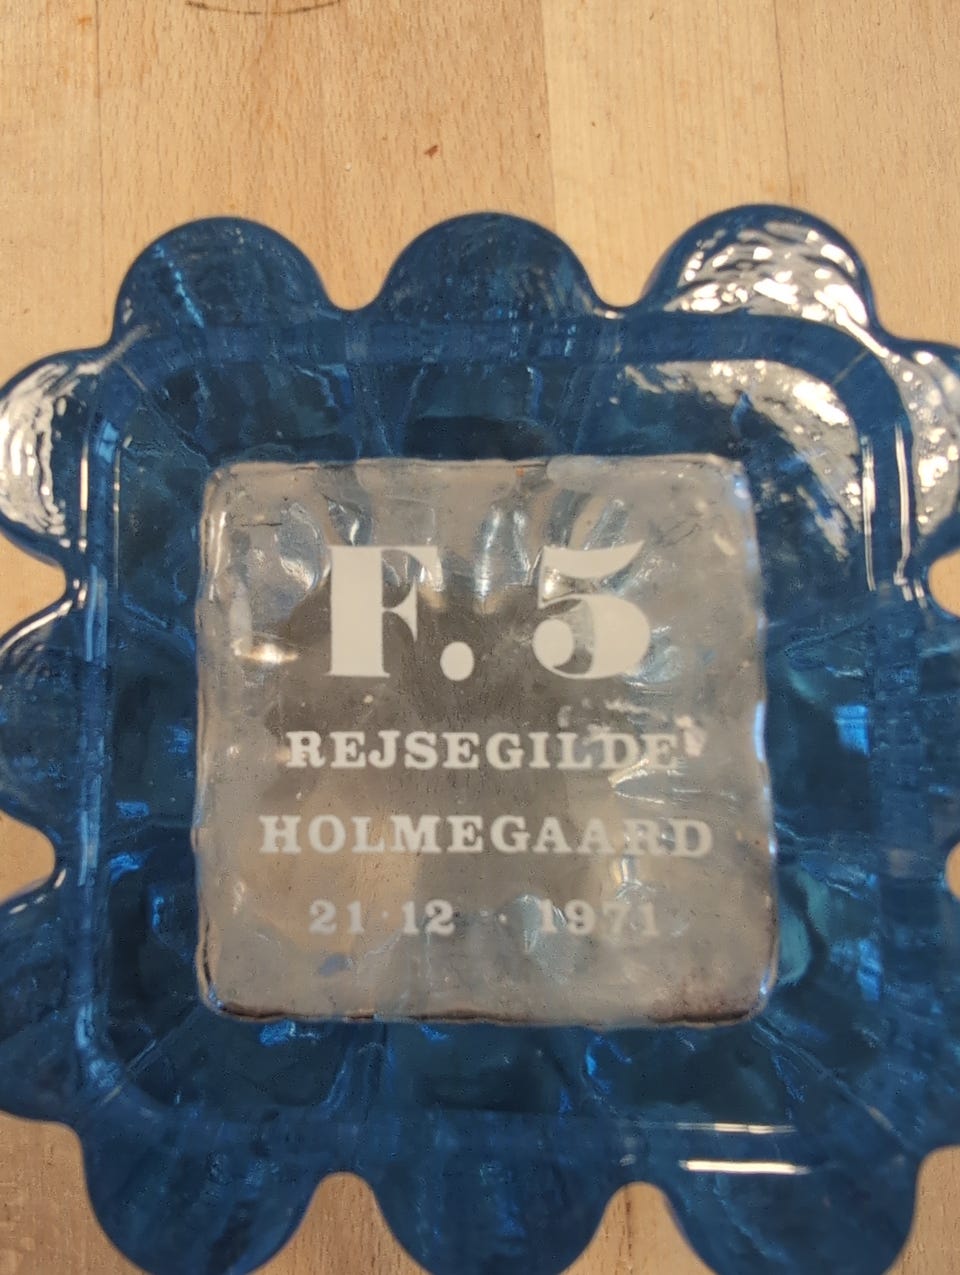 F.5
REJSEGILDE
HOLMEGAARD
21·12 · 1971